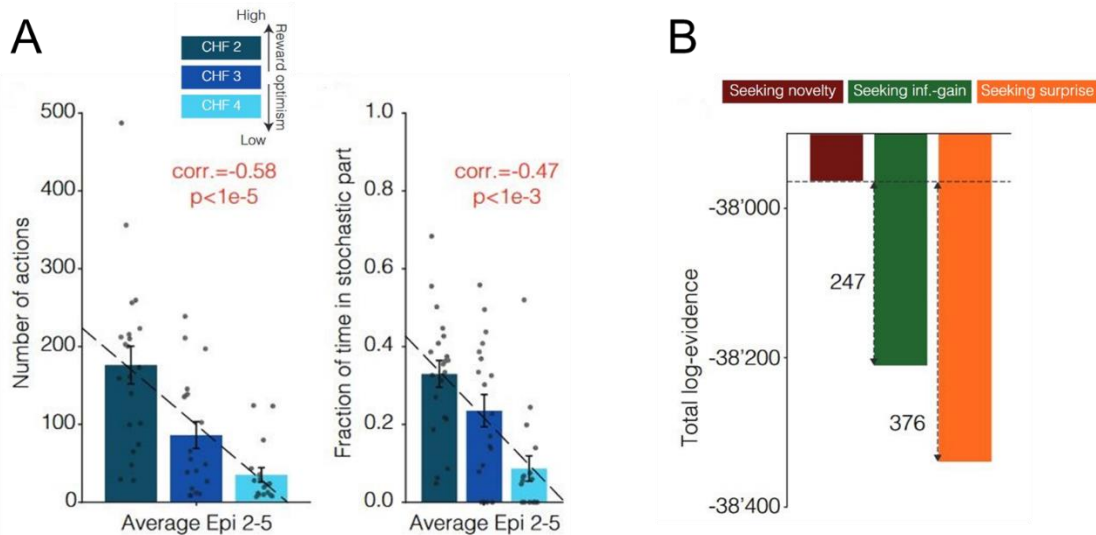 A
High
CHF 2
CHF 3
CHF 4
Reward optimism
Low
Number of actions
500
400
300
200
100
0
corr.=-0.58
p<1e-5
Average Epi 2-5
Fraction of time in stochastic part
1.0
0.8
0.6
0.4
0.2
0.0
corr.=-0.47
p<1e-3
Average Epi 2-5
B
Seeking novelty
Seeking inf.-gain
Seeking surprise
Total log-evidence
-38'000
-38'200
-38'400
247
376